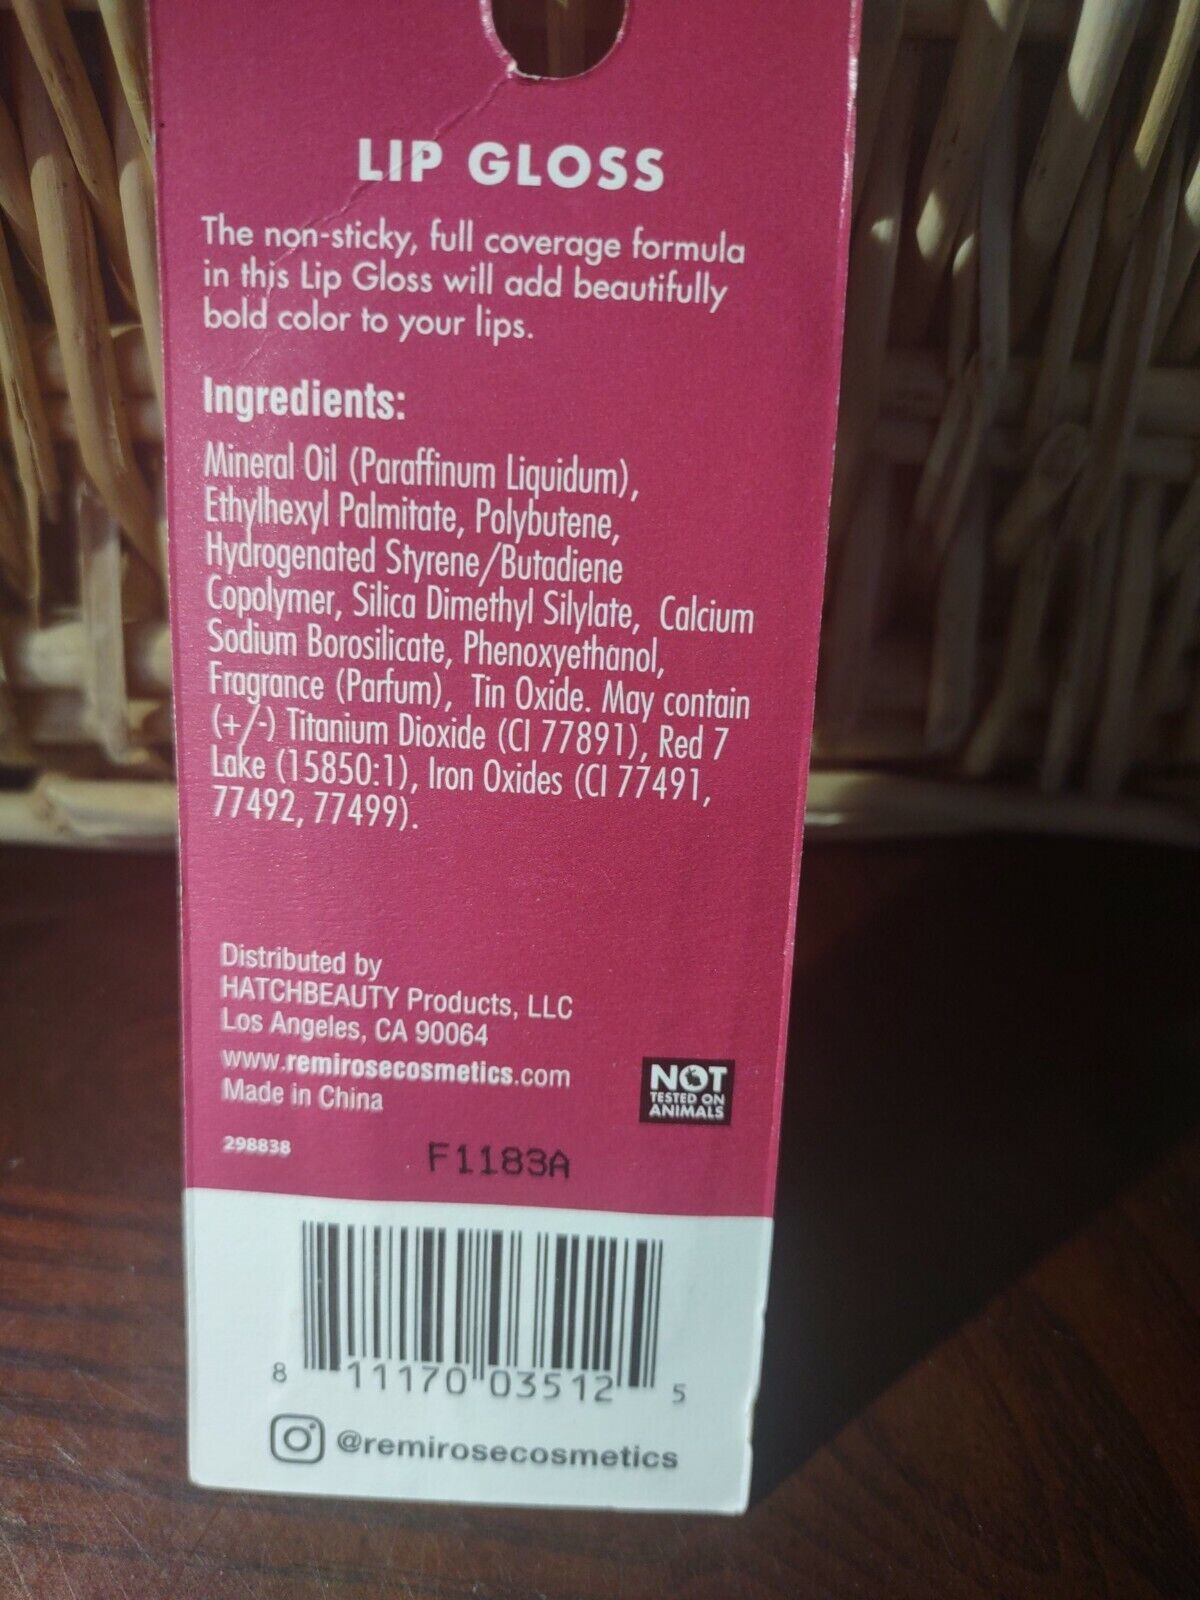 LIP GLOSS
The non-sticky, full coverage formula
in this Lip Gloss will add beautifully
bold color to your lips.
Ingredients:
Mineral Oil (Paraffinum Liquidum),
Ethylhexyl Palmitate, Polybutene,
Hydrogenated Styrene/Butadiene
Copolymer, Silica Dimethyl Silylate, Calcium
Sodium Borosilicate, Phenoxyethanol,
Fragrance (Parfum), Tin Oxide. May contain
(+/-) Titanium Dioxide (CI 77891), Red 7
Lake (15850:1), Iron Oxides (CI 77491,
77492, 77499).
Distributed by
HATCHBEAUTY Products, LLC
Los Angeles, CA 90064
www.remirosecosmetics.com
Made in China
NOT
TESTED ON
ANIMALS
298838
F1183A
8 11170 03512 5
@remirosecosmetics